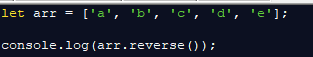 let arr = ['a', 'b', 'c', 'd', 'e'];
console.log(arr.reverse());